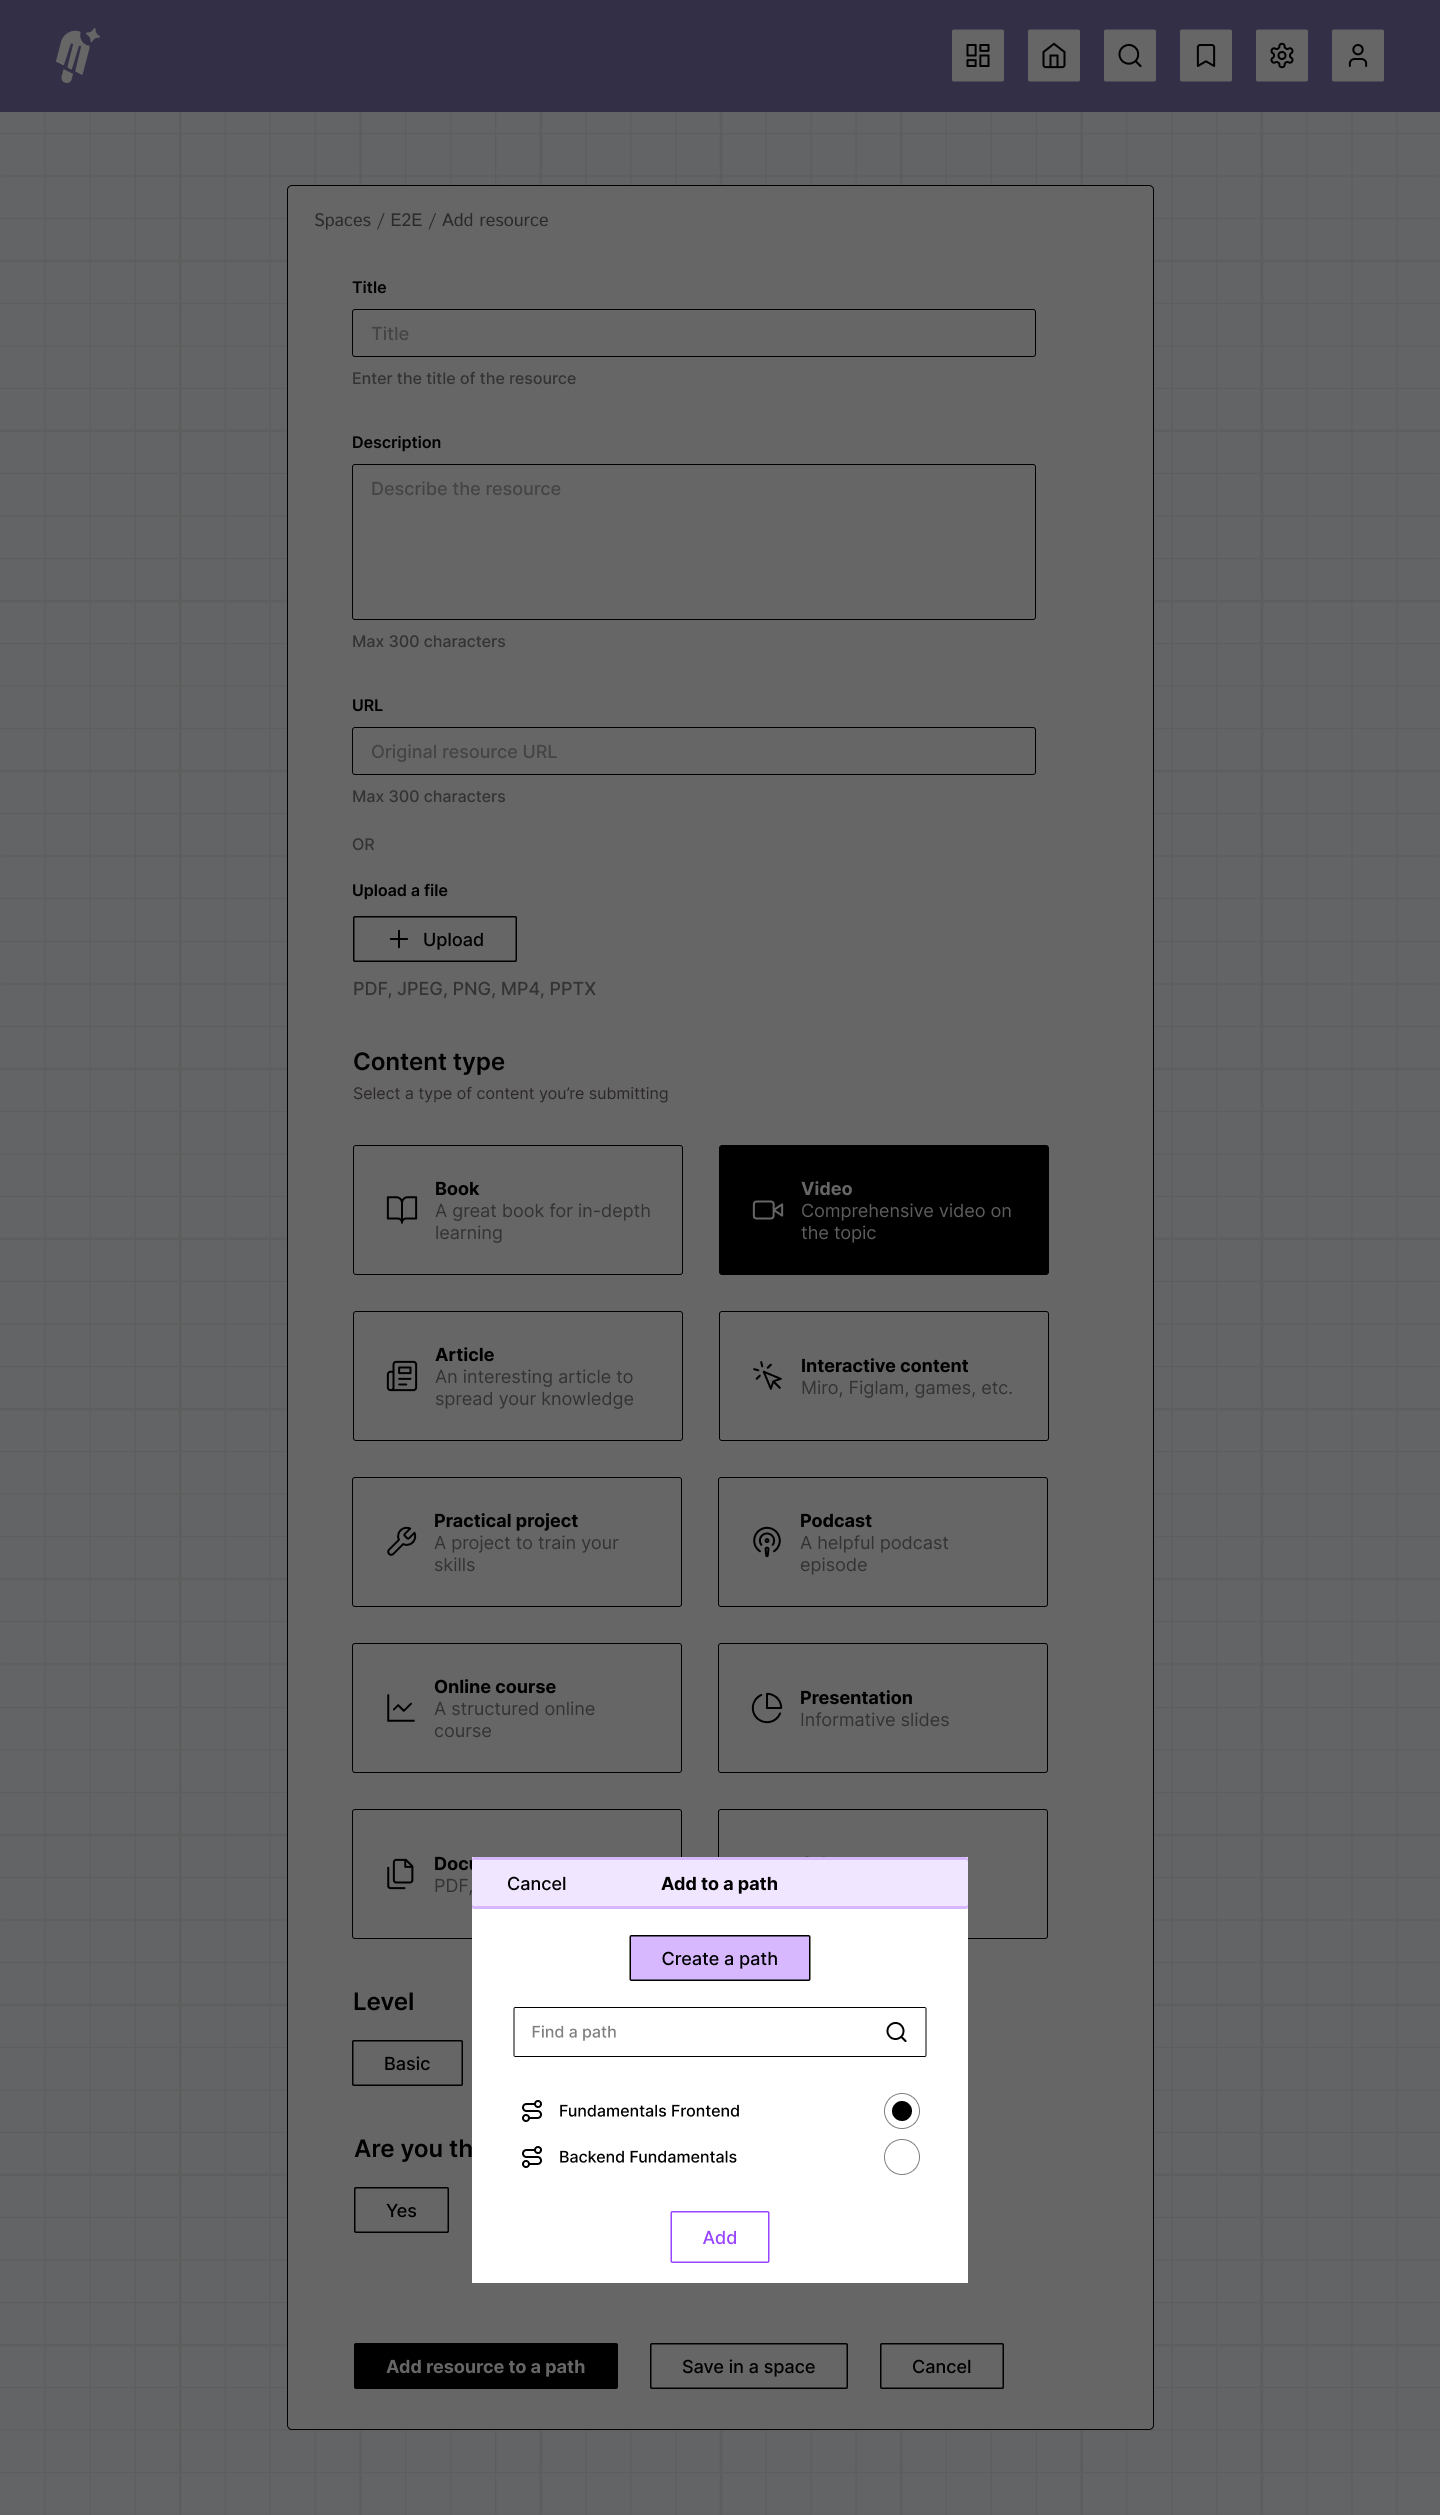 Spaces / E2E / Add resource
Title
Title
Enter the title of the resource
Description
Describe the resource
Max 300 characters
URL
Original resource URL
Max 300 characters
OR
Upload a file
Upload
PDF, JPEG, PNG, MP4, PPTX
Content type
Select a type of content you're submitting
Book
A great book for in-depth
learning
Video
Comprehensive video on
the topic
Article
An interesting article to
spread your knowledge
Interactive content
Miro, Figlam, games, etc.
Practical project
A project to train your
skills
Podcast
A helpful podcast
episode
Online course
A structured online
course
Presentation
Informative slides
PDF,
Cancel
Add to a path
Create a path
Find a path
Fundamentals Frontend
Backend Fundamentals
Add
Level
Basic
Are you
Yes
Add resource to a path
Save in a space
Cancel